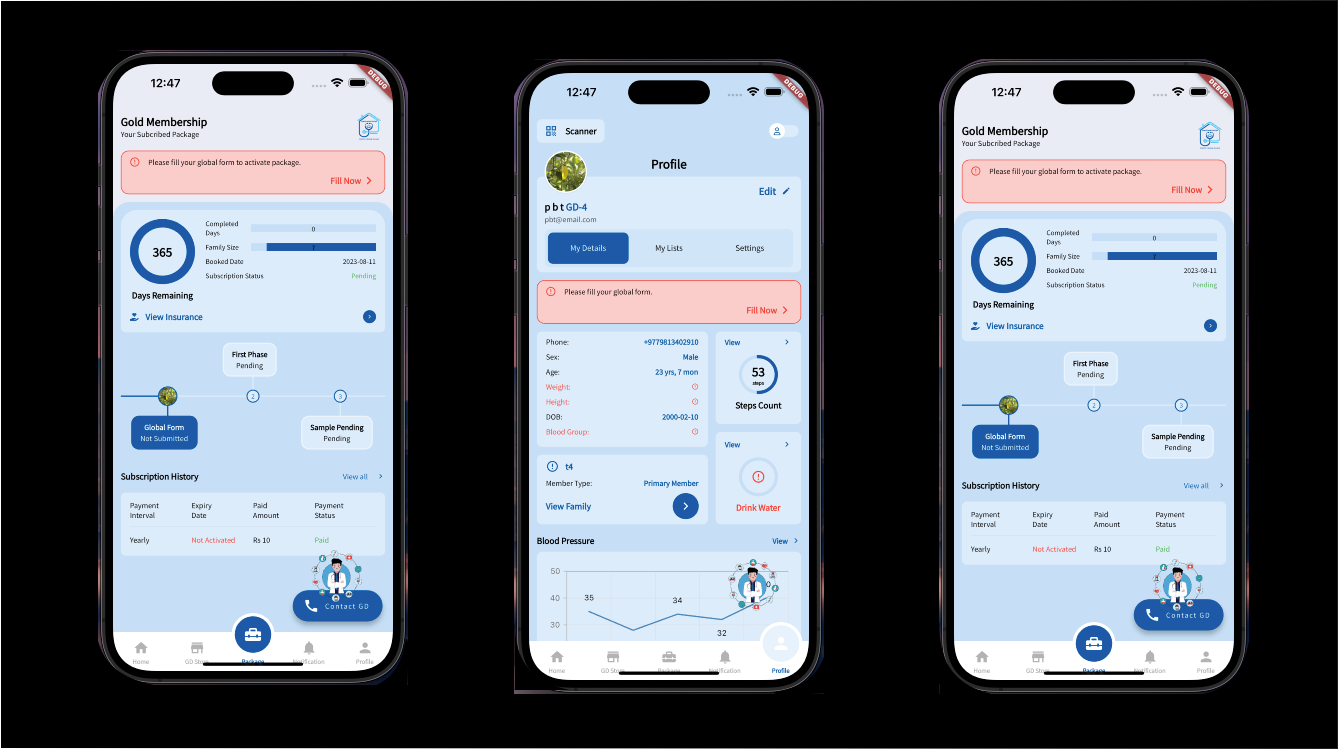 12:47
DEBUG
Gold Membership
Your Subcribed Package
Please fill your global form to activate package.
Fill Now
365
Days Remaining
Completed
Days
0
Family Size
7
Booked Date 2023-08-11
Subscription Status Pending
View Insurance
First Phase
Pending
2
3
Global Form
Not Submitted
Sample Pending
Pending
Subscription History
View all
Payment Interval Expiry Date Paid Amount Payment Status
Yearly Not Activated Rs 10 Paid
Contact GD
Home GD Store Package Notification Profile
12:47
DEBUG
Scanner
Profile
Edit
p b t GD-4
pbt@email.com
My Details My Lists Settings
Please fill your global form.
Fill Now
Phone: +9779813402910
Sex: Male
Age: 23 yrs, 7 mon
Weight:
Height:
DOB: 2000-02-10
Blood Group:
View
53
steps
Steps Count
t4
Member Type: Primary Member
View Family
View
Drink Water
Blood Pressure
View
50
40
30
35
34
32
Home GD Store Package Notification Profile
12:47
DEBUG
Gold Membership
Your Subcribed Package
Please fill your global form to activate package.
Fill Now
365
Days Remaining
Completed
Days
0
Family Size
7
Booked Date 2023-08-11
Subscription Status Pending
View Insurance
First Phase
Pending
2
3
Global Form
Not Submitted
Sample Pending
Pending
Subscription History
View all
Payment Interval Expiry Date Paid Amount Payment Status
Yearly Not Activated Rs 10 Paid
Contact GD
Home GD Store Package Notification Profile